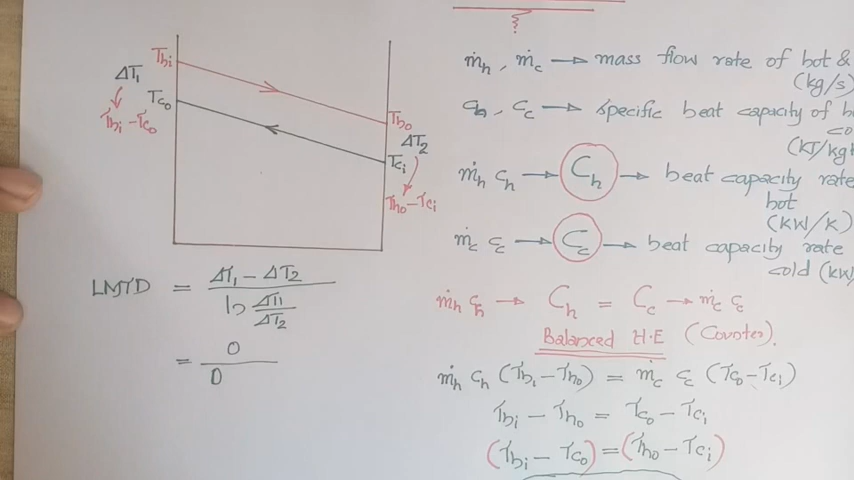 Thi
ΔT1
Tco
Thi - Tco
Tho
ΔT2
Tci
Tho - Tci
LMTD = ΔT1 - ΔT2 / ln ΔT1/ΔT2
= 0 / 0
ṁh, ṁc → mass flow rate of hot &
(kg/s)
ch, cc → specific heat capacity of
(KJ/kg
ṁh ch → Ch → heat capacity rate
hot
(KW/K)
ṁc cc → Cc → heat capacity rate
cold (KW
ṁh ch → Ch = Cc → ṁc cc
Balanced H.E (Counter).
ṁh ch (Thi - Tho) = ṁc cc (Tco - Tci)
Thi - Tho = Tco - Tci
(Thi - Tco) = (Tho - Tci)